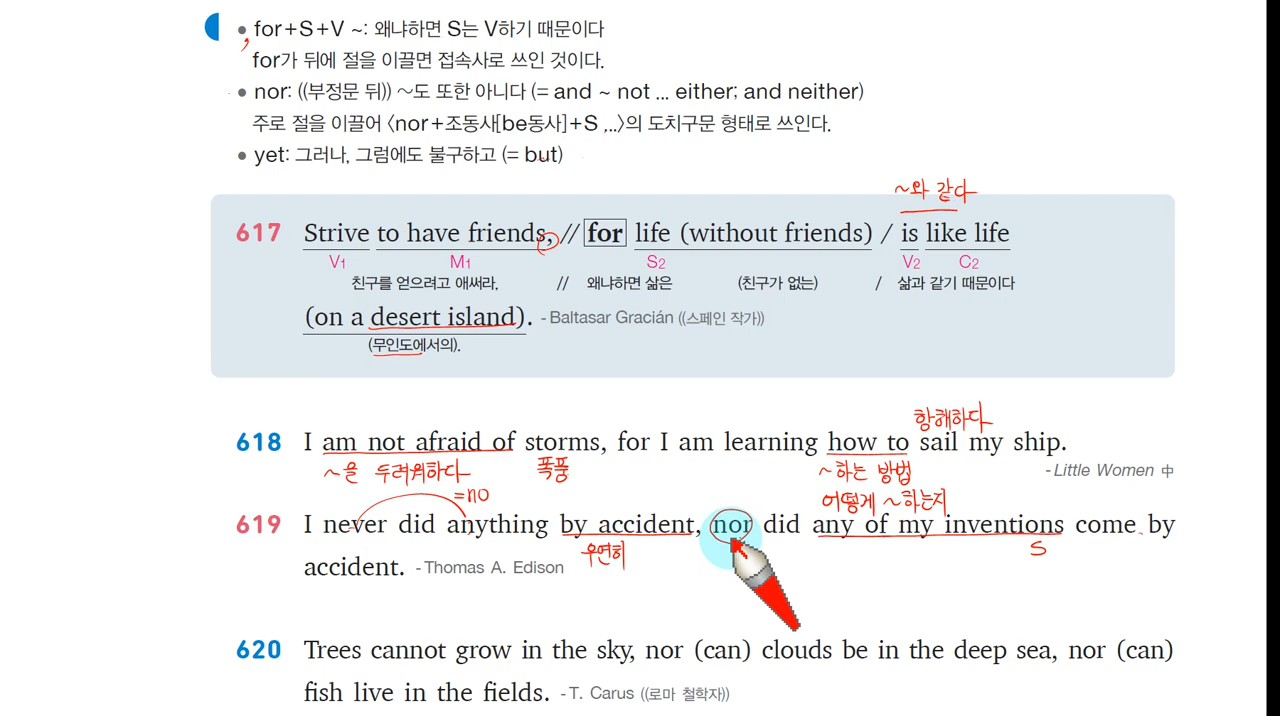 ● for+S+V ~: 왜냐하면 S는 V하기 때문이다
,
for가 뒤에 절을 이끌면 접속사로 쓰인 것이다.
● nor: ((부정문 뒤)) ~도 또한 아니다 (= and ~ not ... either; and neither)
주로 절을 이끌어 〈nor+조동사[be동사]+S ...〉의 도치구문 형태로 쓰인다.
● yet: 그러나, 그럼에도 불구하고 (= but)
~와 같다
617 Strive to have friends, // for life (without friends) / is like life
V1 M1 S2 V2 C2
친구를 얻으려고 애써라, // 왜냐하면 삶은 (친구가 없는) / 삶과 같기 때문이다
(on a desert island). - Baltasar Gracián ((스페인 작가))
(무인도에서의).
항해하다
618 I am not afraid of storms, for I am learning how to sail my ship.
~을 두려워하다 폭풍 ~하는 방법 - Little Women 中
=no 어떻게 ~하는지
619 I never did anything by accident, nor did any of my inventions come by
우연히 S
accident. - Thomas A. Edison
620 Trees cannot grow in the sky, nor (can) clouds be in the deep sea, nor (can)
fish live in the fields. - T. Carus ((로마 철학자))